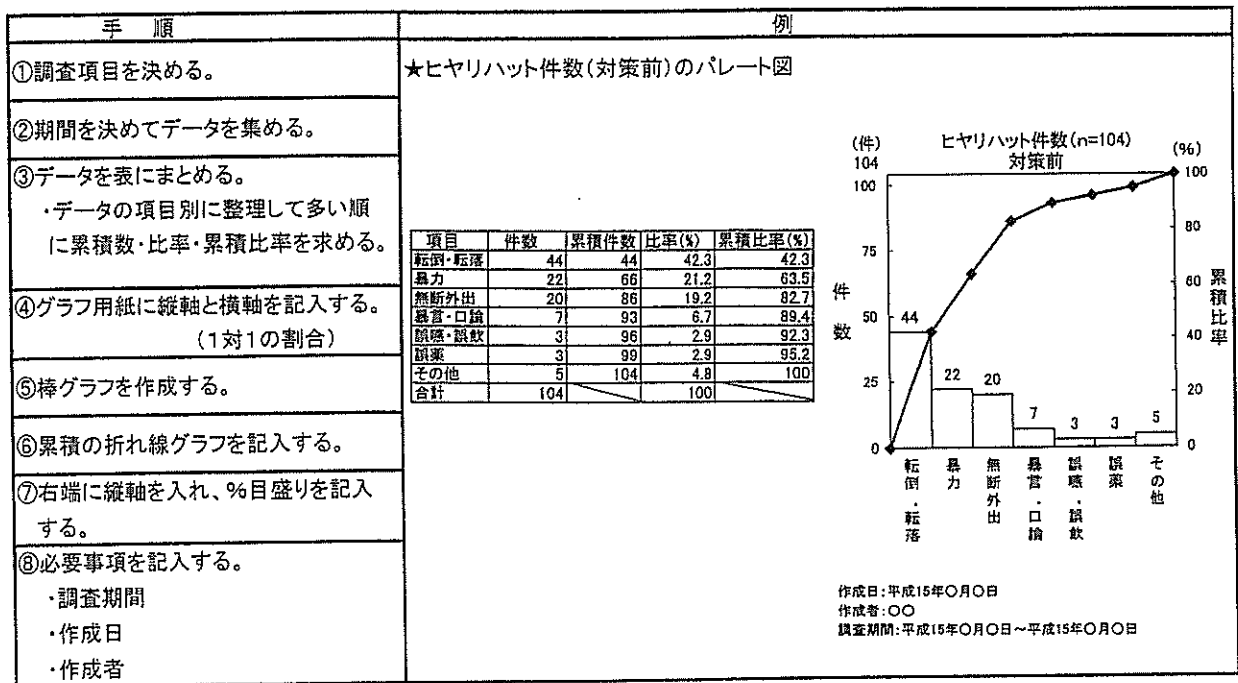 手　順
例
①調査項目を決める。
②期間を決めてデータを集める。
③データを表にまとめる。
・データの項目別に整理して多い順
に累積数・比率・累積比率を求める。
④グラフ用紙に縦軸と横軸を記入する。
（1対1の割合）
⑤棒グラフを作成する。
⑥累積の折れ線グラフを記入する。
⑦右端に縦軸を入れ、％目盛りを記入
する。
⑧必要事項を記入する。
・調査期間
・作成日
・作成者
★ヒヤリハット件数(対策前)のパレート図
項目 件数 累積件数 比率(%) 累積比率(%)
転倒・転落 44 44 42.3 42.3
暴力 22 66 21.2 63.5
無断外出 20 86 19.2 82.7
暴言・口論 7 93 6.7 89.4
誤嚥・誤飲 3 96 2.9 92.3
誤薬 3 99 2.9 95.2
その他 5 104 4.8 100
合計 104 100
ヒヤリハット件数(n=104)
対策前
(件)
104
100
75
50
25
0
件数
44
22
20
7
3
3
5
(%)
100
80
60
40
20
0
累積比率
転倒・転落
暴力
無断外出
暴言・口論
誤嚥・誤飲
誤薬
その他
作成日：平成15年〇月〇日
作成者：〇〇
調査期間：平成15年〇月〇日～平成15年〇月〇日